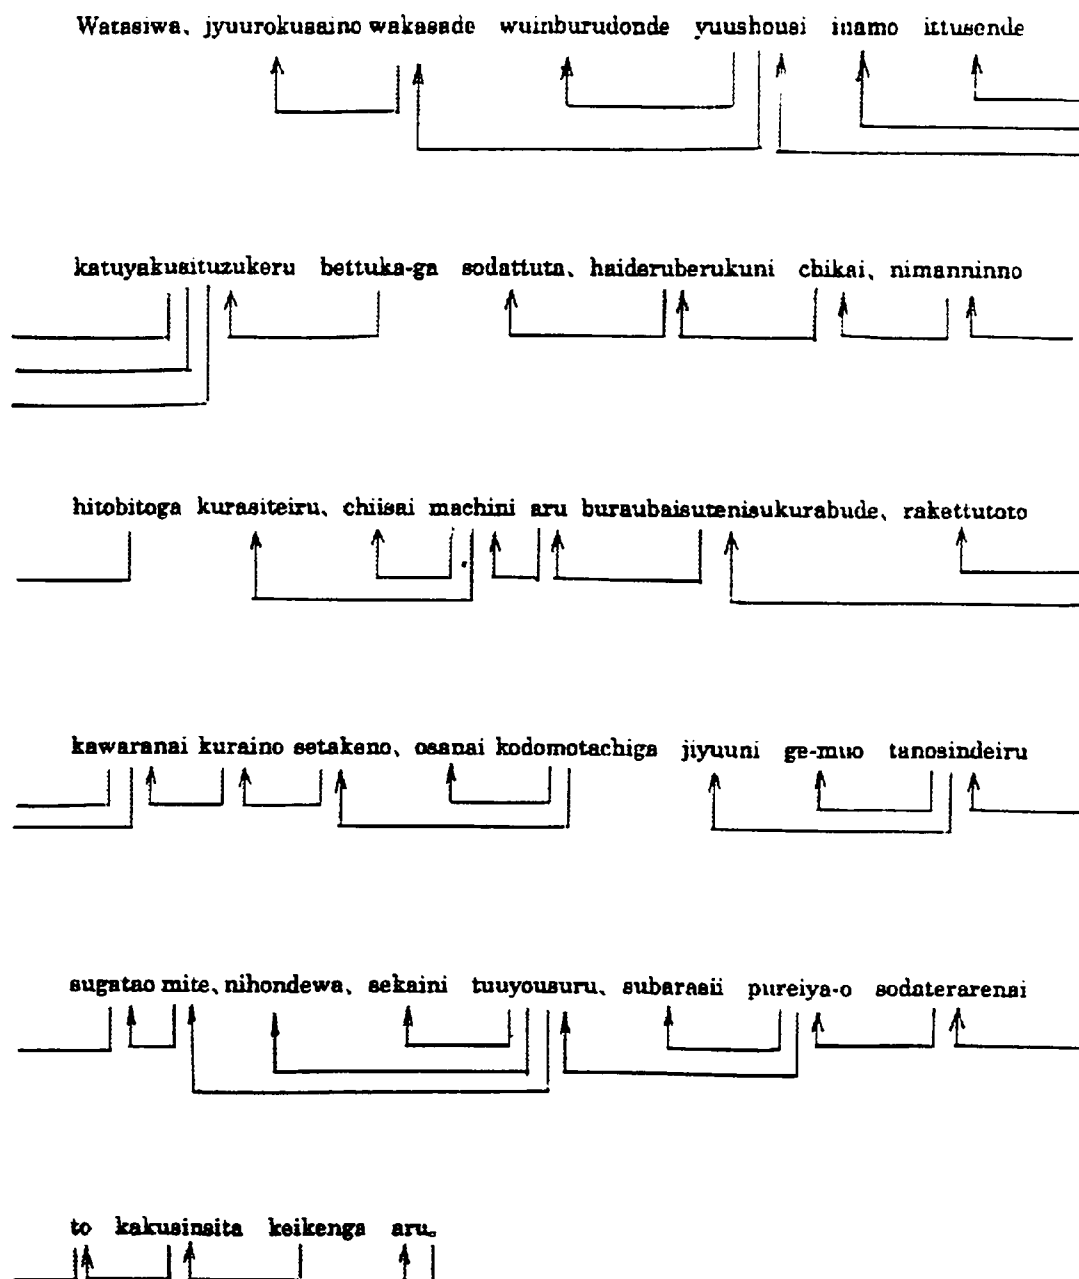 Watasiwa、jyuurokusaino wakasade wuinburudonde yuushousi imamo ittusende
katuyakusituzukeru bettuka-ga sodattuta、haideruberukuni chikai、nimanninno
hitobitoga kurasiteiru、chiisai machini aru buraubaisutenisukurabude、rakettutoto
kawaranai kuraino setakeno、osanai kodomotachiga jiyuuni ge-muo tanosindeiru
sugatao mite、nihondewa、sekaini tuuyousuru、subarasii pureiya-o sodaterarenai
to kakusinsita keikenga aru。